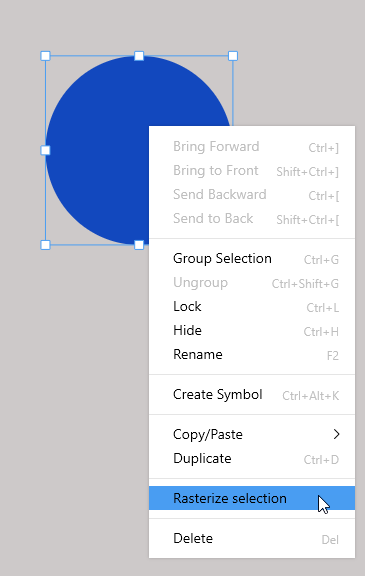 Bring Forward Ctrl+]
Bring to Front Shift+Ctrl+]
Send Backward Ctrl+[
Send to Back Shift+Ctrl+[
Group Selection Ctrl+G
Ungroup Ctrl+Shift+G
Lock Ctrl+L
Hide Ctrl+H
Rename F2
Create Symbol Ctrl+Alt+K
Copy/Paste
Duplicate Ctrl+D
Rasterize selection
Delete Del